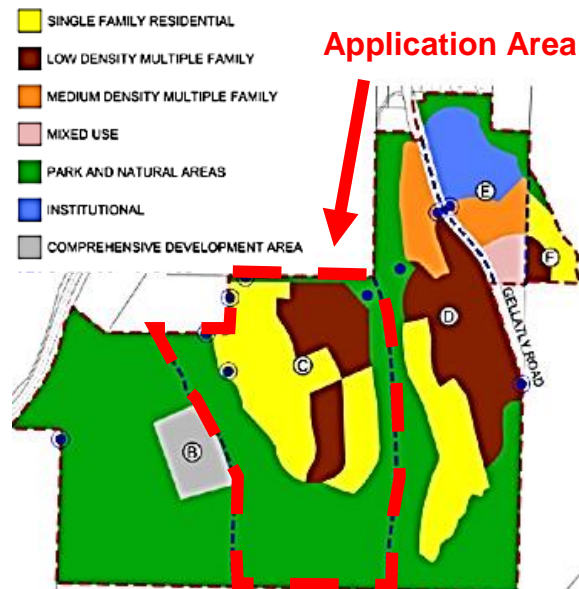 SINGLE FAMILY RESIDENTIAL
LOW DENSITY MULTIPLE FAMILY
MEDIUM DENSITY MULTIPLE FAMILY
MIXED USE
PARK AND NATURAL AREAS
INSTITUTIONAL
COMPREHENSIVE DEVELOPMENT AREA
Application Area
E
F
D
GELLATLY ROAD
C
B